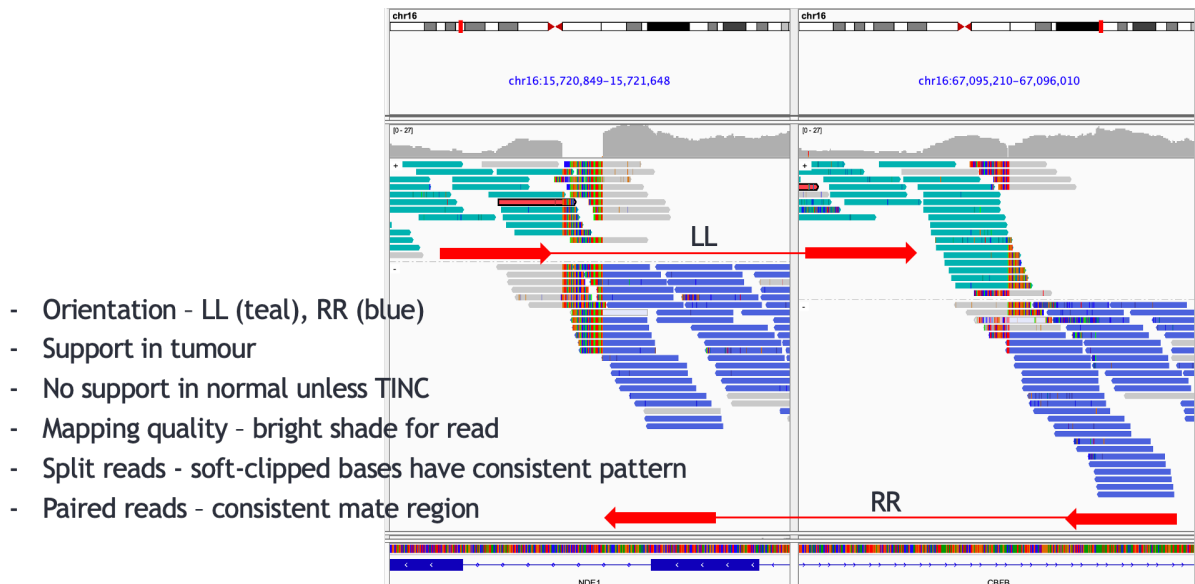 chr16
chr16
chr16:15,720,849-15,721,648
chr16:67,095,210-67,096,010
[0 - 27]
[0 - 27]
+
+
LL
-
-
- Orientation – LL (teal), RR (blue)
- Support in tumour
- No support in normal unless TINC
- Mapping quality – bright shade for read
- Split reads - soft-clipped bases have consistent pattern
- Paired reads – consistent mate region
RR
NDE1
CBFB